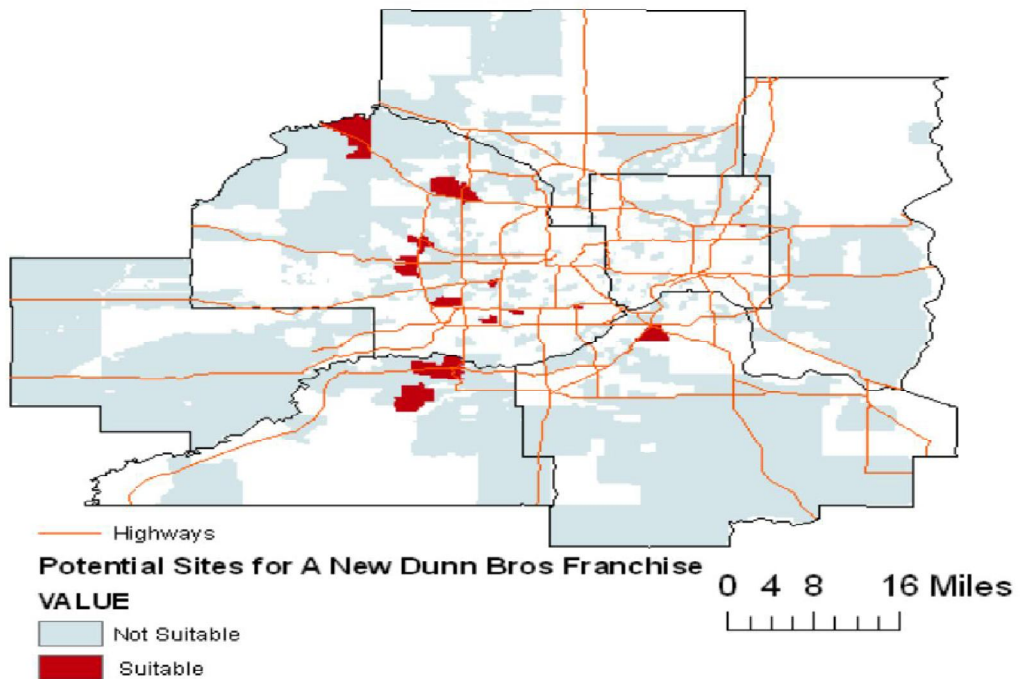 Highways
Potential Sites for A New Dunn Bros Franchise
VALUE
Not Suitable
Suitable
0 4 8 16 Miles